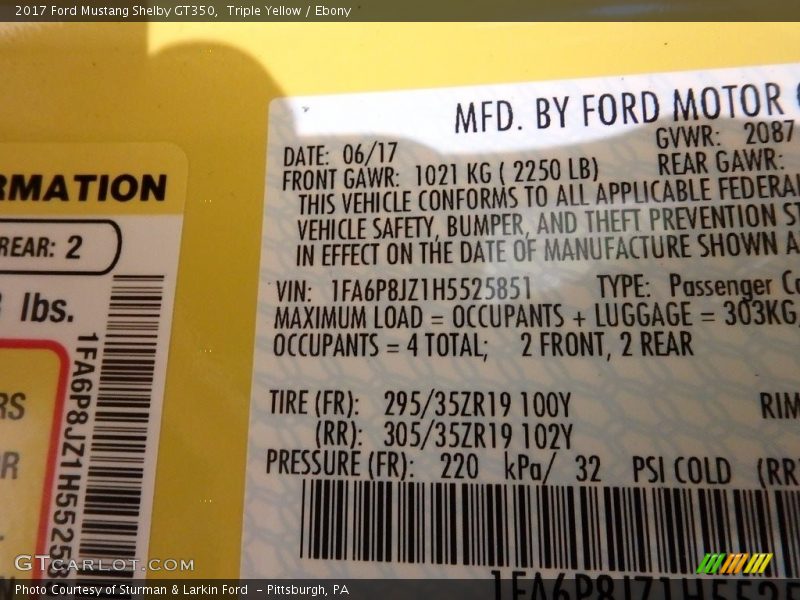 2017 Ford Mustang Shelby GT350, Triple Yellow / Ebony
RMATION
REAR: 2
lbs.
1FA6P8JZ1H55258
RS
OR
MFD. BY FORD MOTOR
DATE: 06/17
GVWR: 2087
FRONT GAWR: 1021 KG ( 2250 LB)
REAR GAWR:
THIS VEHICLE CONFORMS TO ALL APPLICABLE FEDERAL
VEHICLE SAFETY, BUMPER, AND THEFT PREVENTION ST
IN EFFECT ON THE DATE OF MANUFACTURE SHOWN A
VIN: 1FA6P8JZ1H5525851
TYPE: Passenger Ca
MAXIMUM LOAD = OCCUPANTS + LUGGAGE = 303KG
OCCUPANTS = 4 TOTAL; 2 FRONT, 2 REAR
TIRE (FR): 295/35ZR19 100Y
RIM
(RR): 305/35ZR19 102Y
PRESSURE (FR): 220 kPa/ 32 PSI COLD (RR
1FA6P8JZ1H552
GTCARLOT.COM
Photo Courtesy of Sturman & Larkin Ford - Pittsburgh, PA